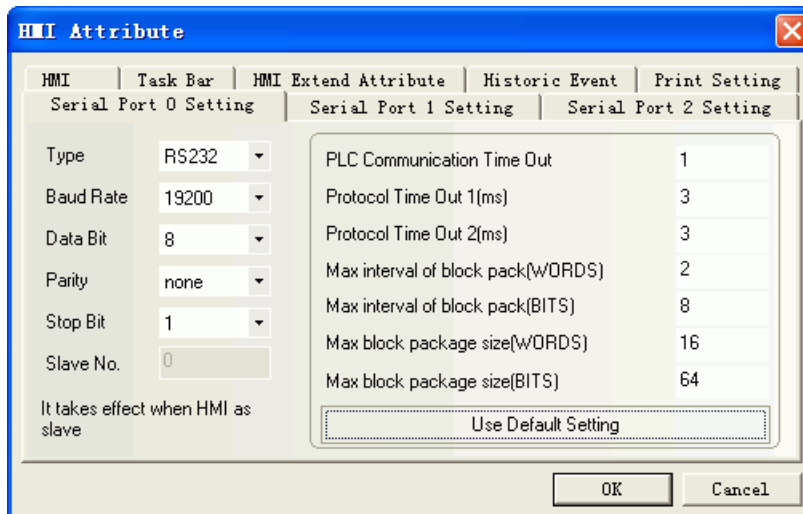 HMI Attribute
HMI
Task Bar
HMI Extend Attribute
Historic Event
Print Setting
Serial Port 0 Setting
Serial Port 1 Setting
Serial Port 2 Setting
Type RS232
Baud Rate 19200
Data Bit 8
Parity none
Stop Bit 1
Slave No. 0
It takes effect when HMI as
slave
PLC Communication Time Out 1
Protocol Time Out 1(ms) 3
Protocol Time Out 2(ms) 3
Max interval of block pack(WORDS) 2
Max interval of block pack(BITS) 8
Max block package size(WORDS) 16
Max block package size(BITS) 64
Use Default Setting
OK
Cancel